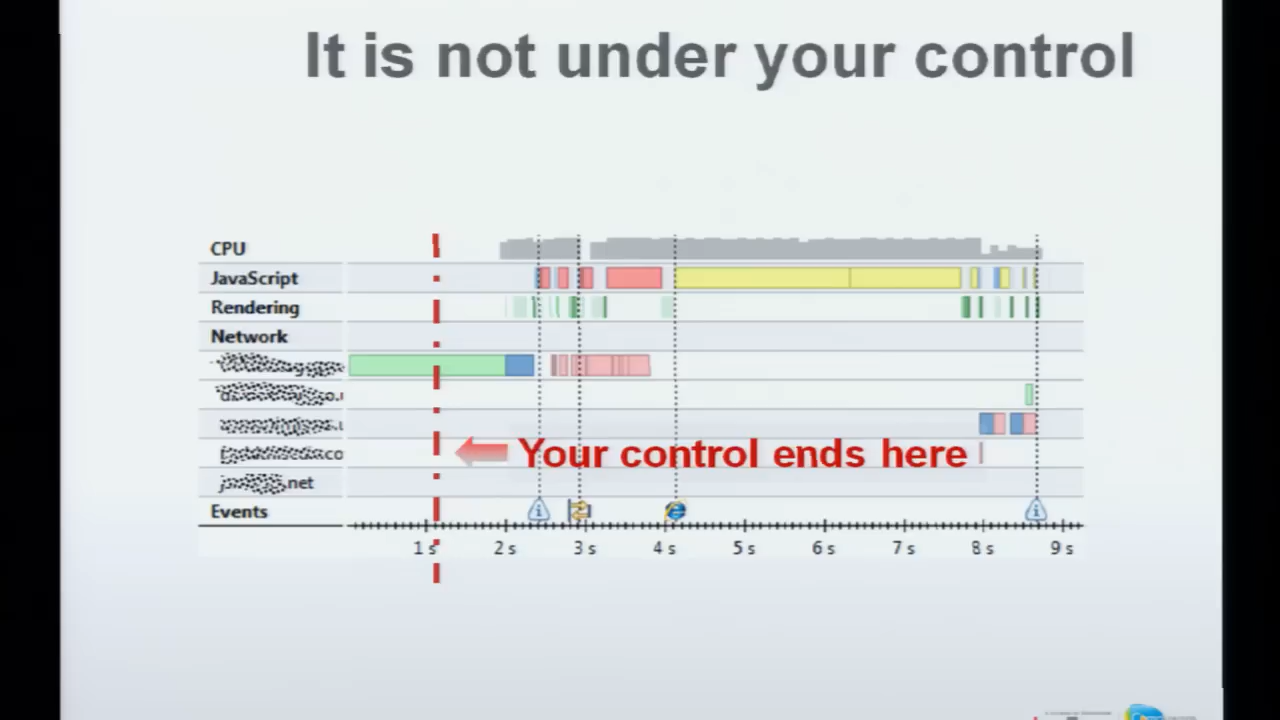 It is not under your control
CPU
JavaScript
Rendering
Network
Your control ends here
.net
Events
1 s 2 s 3 s 4 s 5 s 6 s 7 s 8 s 9 s